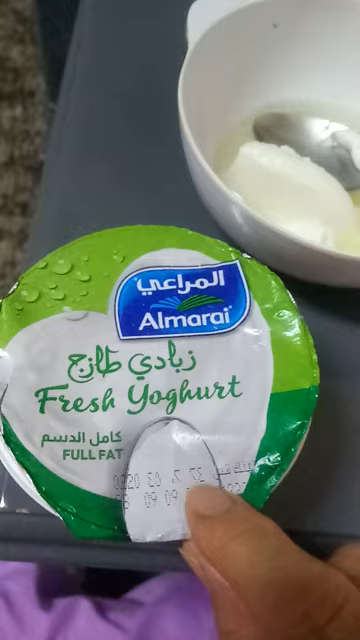 المراعي
Almarai
زبادي طازج
Fresh Yoghurt
كامل الدسم
FULL FAT